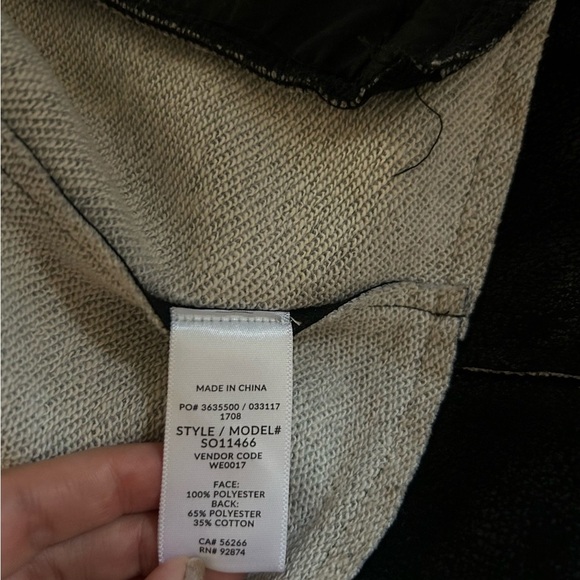 MADE IN CHINA
PO# 3635500 / 033117
1708
STYLE / MODEL#
SO11466
VENDOR CODE
WE0017
FACE:
100% POLYESTER
BACK:
65% POLYESTER
35% COTTON
CA# 56266
RN# 92874